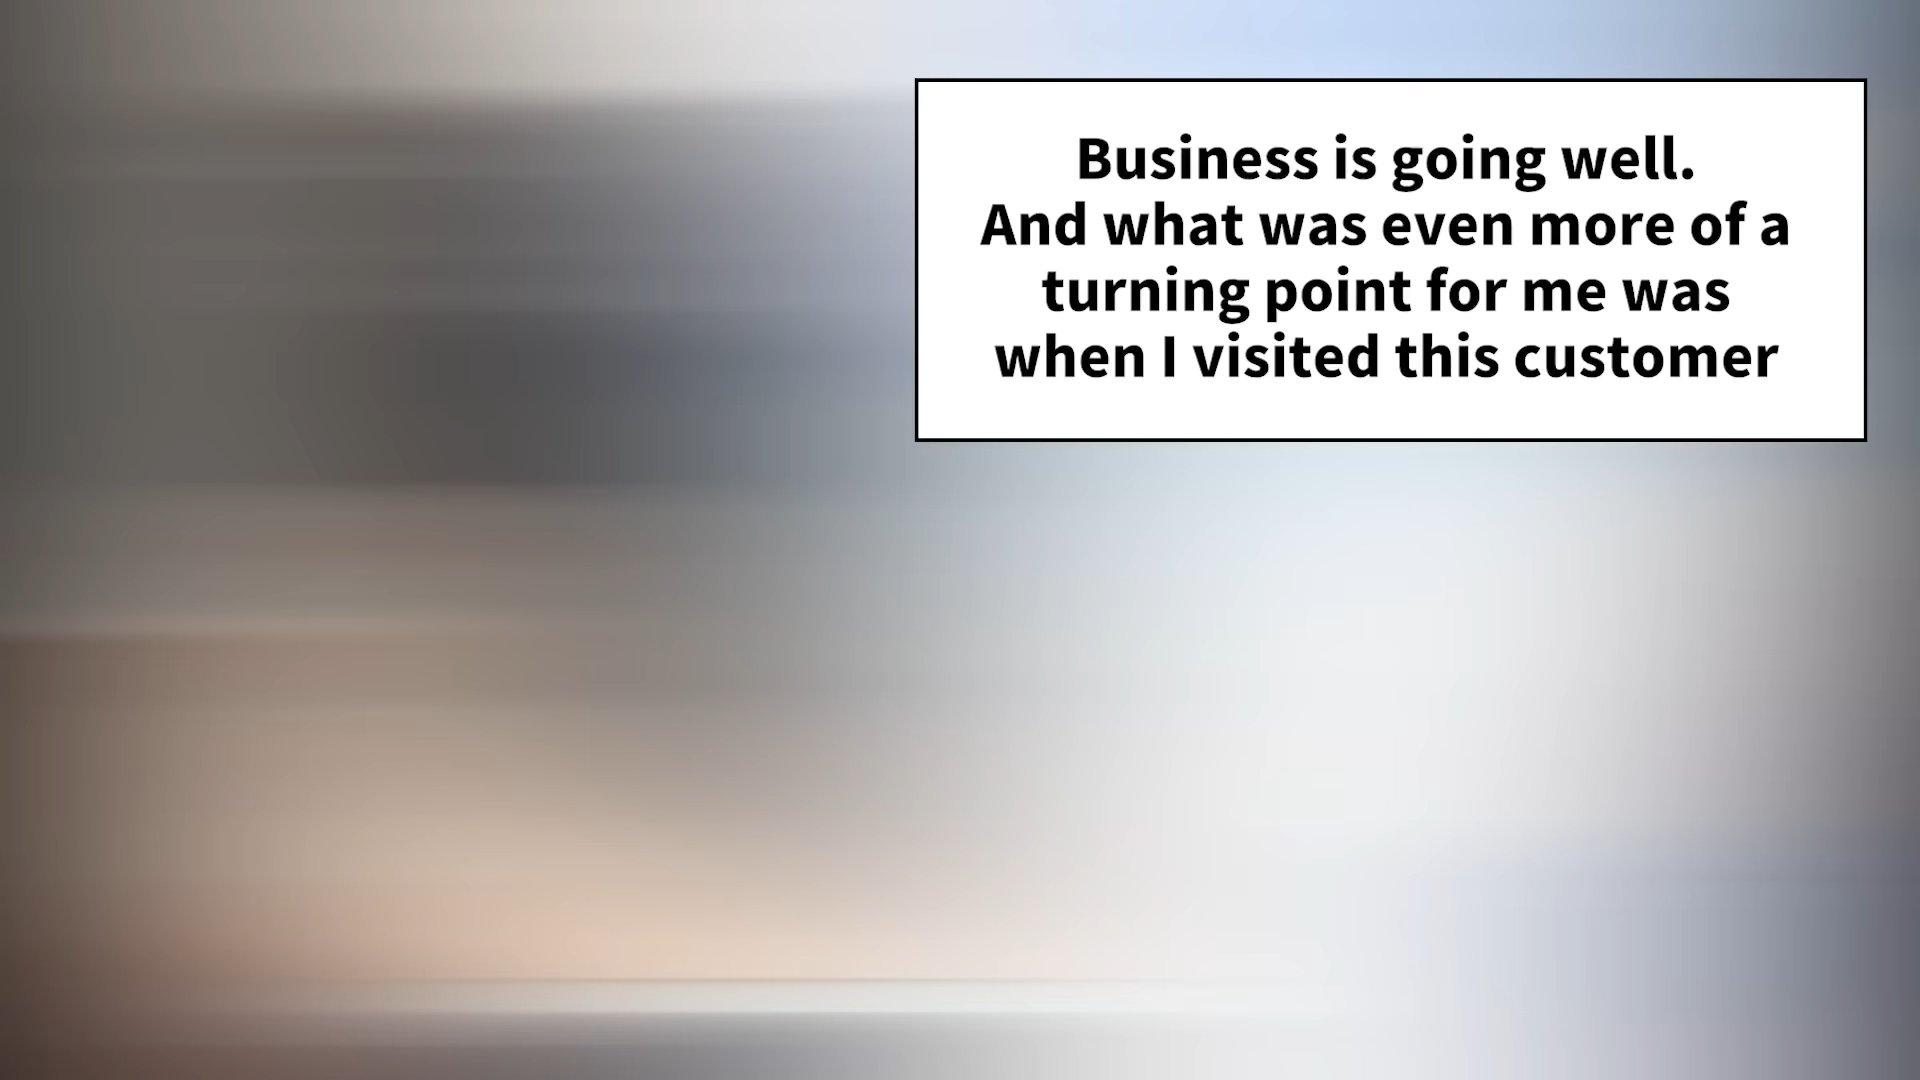 Business is going well.
And what was even more of a
turning point for me was
when I visited this customer